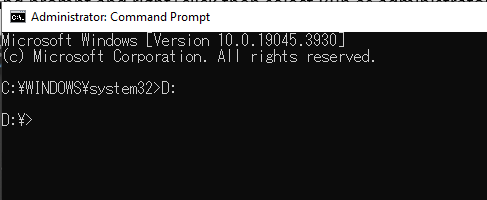 Administrator: Command Prompt
Microsoft Windows [Version 10.0.19045.3930]
(c) Microsoft Corporation. All rights reserved.
C:¥WINDOWS¥system32>D:
D:¥>